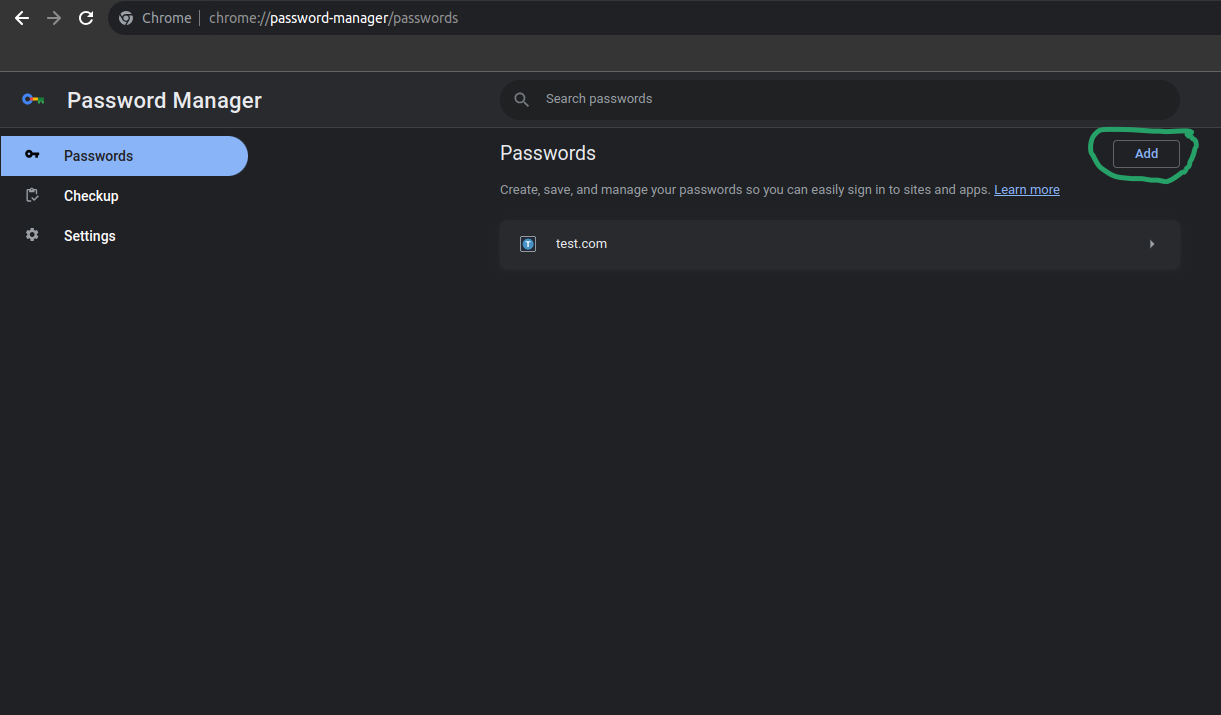 Chrome | chrome://password-manager/passwords
Password Manager
Search passwords
Passwords
Checkup
Settings
Passwords
Add
Create, save, and manage your passwords so you can easily sign in to sites and apps. Learn more
T
test.com